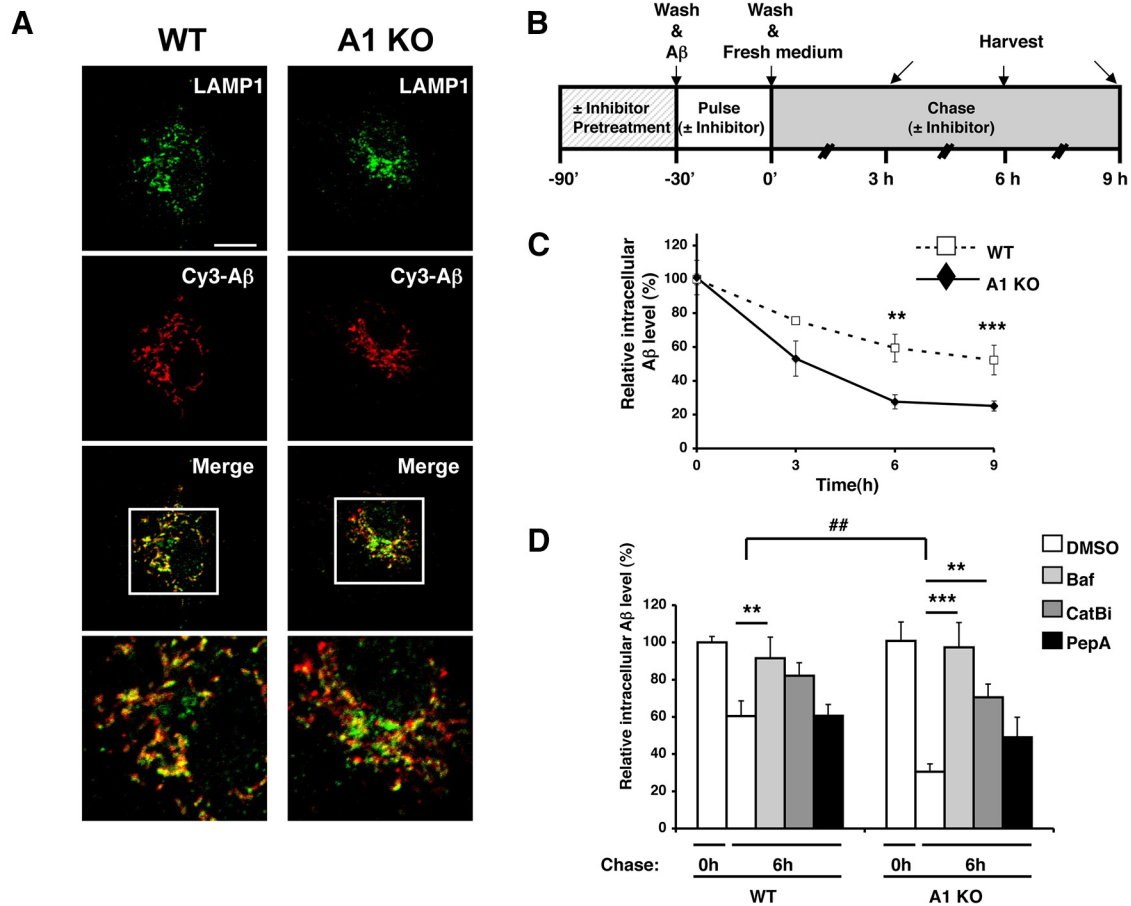 A
WT
A1 KO
LAMP1
LAMP1
Cy3-Aβ
Cy3-Aβ
Merge
Merge
B
Wash
&
Aβ
Wash
&
Fresh medium
Harvest
± Inhibitor
Pretreatment
Pulse
(± Inhibitor)
Chase
(± Inhibitor)
-90’
-30’
0’
3 h
6 h
9 h
C
Relative intracellular
Aβ level (%)
120
100
80
60
40
20
0
0
3
6
9
Time(h)
WT
A1 KO
**
***
D
Relative intracellular Aβ level (%)
120
100
80
60
40
20
0
##
**
**
***
DMSO
Baf
CatBi
PepA
Chase:
0h
6h
0h
6h
WT
A1 KO